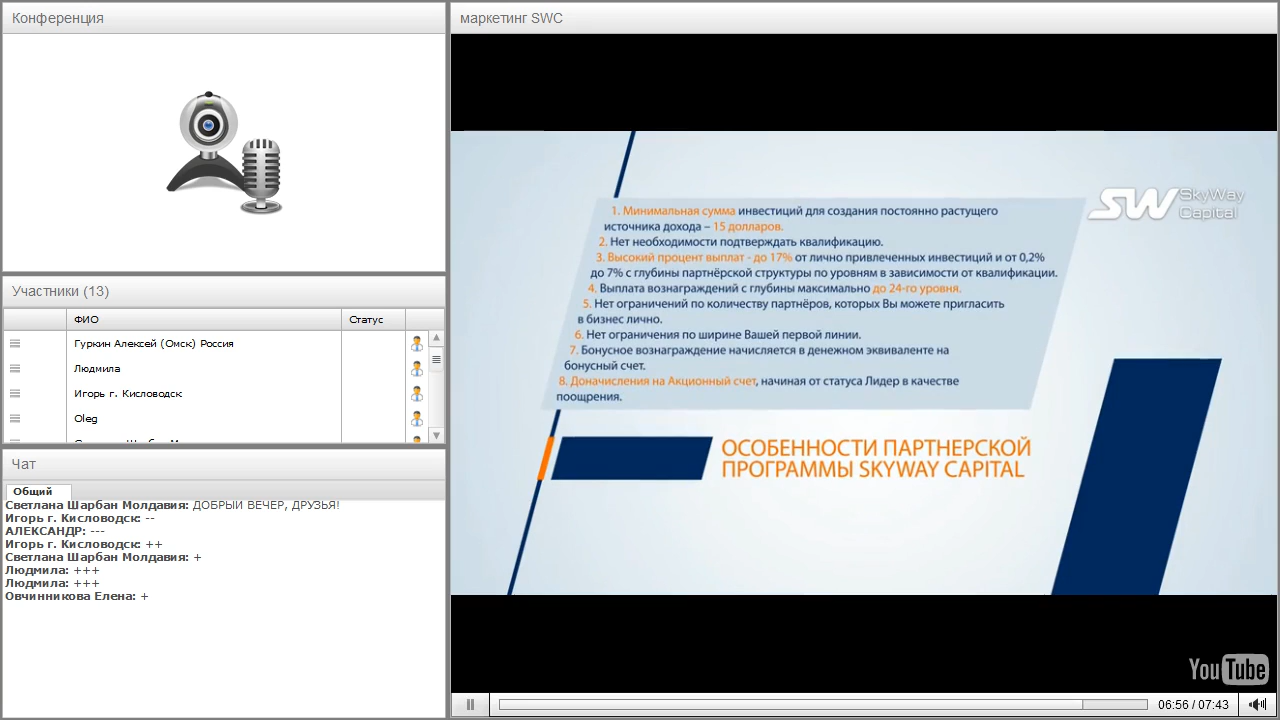 Конференция
Участники (13)
ФИО
Статус
Гуркин Алексей (Омск) Россия
Людмила
Игорь г. Кисловодск
Oleg
Чат
Общий
Светлана Шарбан Молдавия: ДОБРЫЙ ВЕЧЕР, ДРУЗЬЯ!
Игорь г. Кисловодск: --
АЛЕКСАНДР: ---
Игорь г. Кисловодск: ++
Светлана Шарбан Молдавия: +
Людмила: +++
Людмила: +++
Овчинникова Елена: +
маркетинг SWC
SW SkyWay
Capital
1. Минимальная сумма инвестиций для создания постоянно растущего
источника дохода – 15 долларов.
2. Нет необходимости подтверждать квалификацию.
3. Высокий процент выплат - до 17% от лично привлеченных инвестиций и от 0,2%
до 7% с глубины партнёрской структуры по уровням в зависимости от квалификации.
4. Выплата вознаграждений с глубины максимально до 24-го уровня.
5. Нет ограничений по количеству партнёров, которых Вы можете пригласить
в бизнес лично.
6. Нет ограничения по ширине Вашей первой линии.
7. Бонусное вознаграждение начисляется в денежном эквиваленте на
бонусный счет.
8. Доначисления на Акционный счет, начиная от статуса Лидер в качестве
поощрения.
ОСОБЕННОСТИ ПАРТНЕРСКОЙ
ПРОГРАММЫ SKYWAY CAPITAL
YouTube
06:56 / 07:43